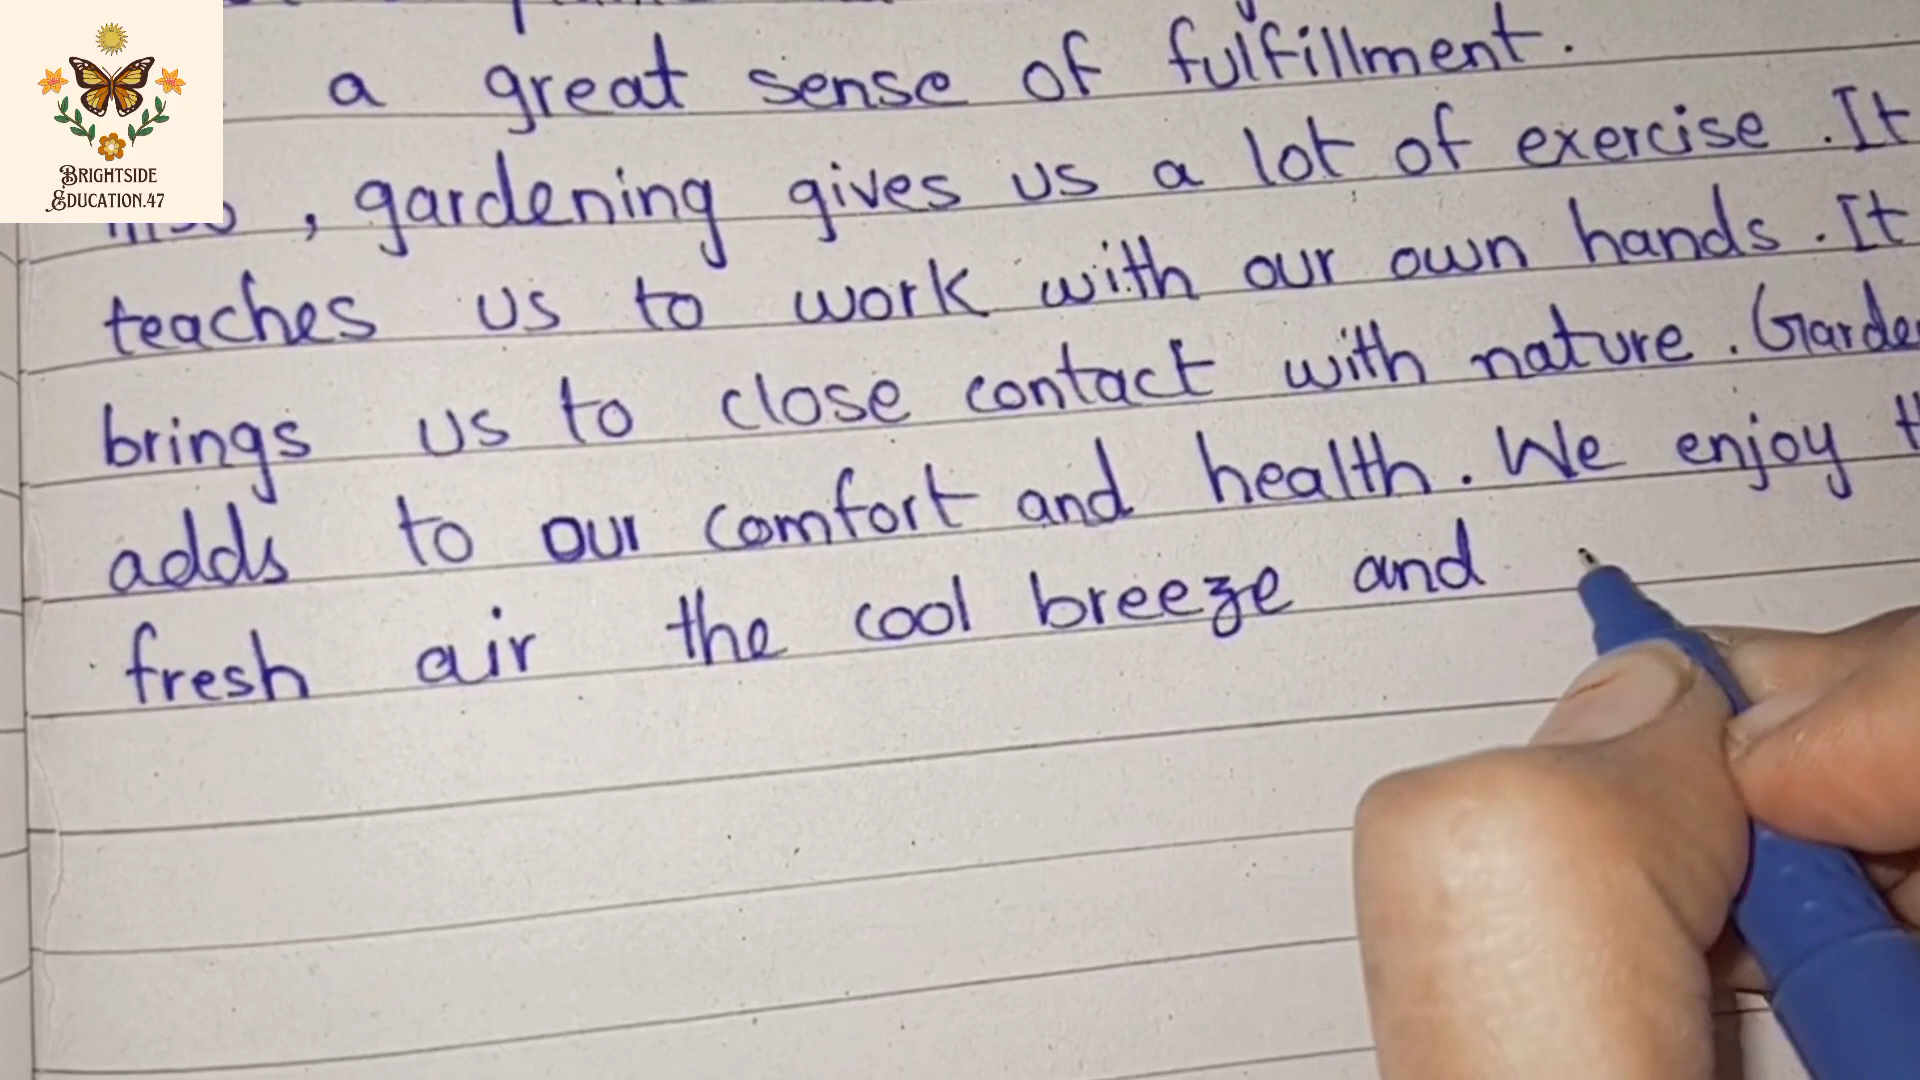 BRIGHTSIDE
EDUCATION.47
a great sense of fulfillment.
, gardening gives us a lot of exercise. It
teaches us to work with our own hands. It
brings us to close contact with nature. Garde
adds to our comfort and health. We enjoy
fresh air the cool breeze and